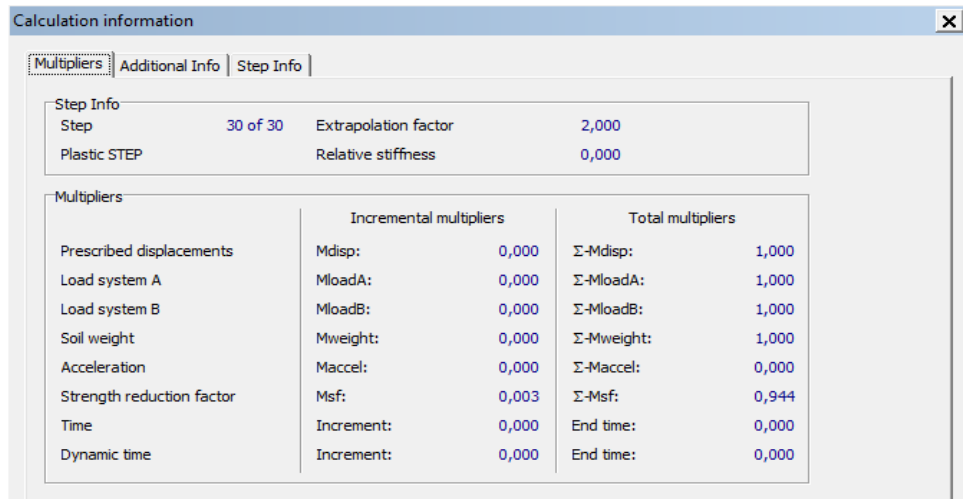 Calculation information
Multipliers Additional Info Step Info
Step Info
Step 30 of 30 Extrapolation factor 2,000
Plastic STEP Relative stiffness 0,000
Multipliers
Incremental multipliers Total multipliers
Prescribed displacements Mdisp: 0,000 Σ-Mdisp: 1,000
Load system A MloadA: 0,000 Σ-MloadA: 1,000
Load system B MloadB: 0,000 Σ-MloadB: 1,000
Soil weight Mweight: 0,000 Σ-Mweight: 1,000
Acceleration Maccel: 0,000 Σ-Maccel: 0,000
Strength reduction factor Msf: 0,003 Σ-Msf: 0,944
Time Increment: 0,000 End time: 0,000
Dynamic time Increment: 0,000 End time: 0,000